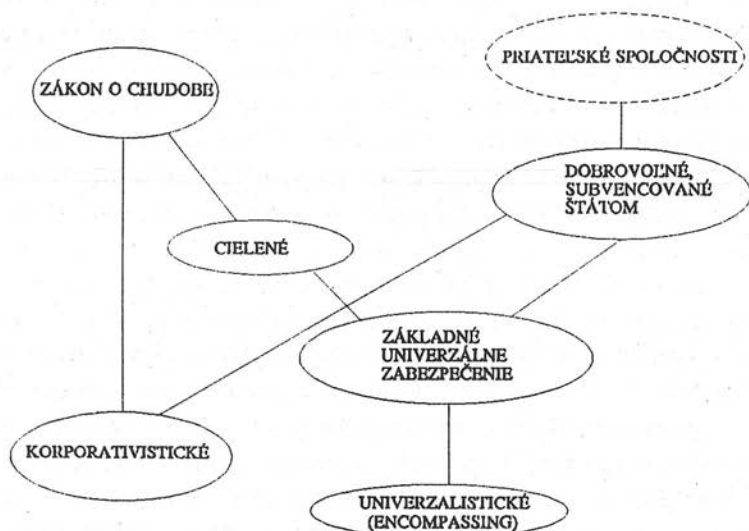 PRIATEĽSKÉ SPOLOČNOSTI
ZÁKON O CHUDOBE
DOBROVOĽNÉ,
SUBVENCOVANÉ
ŠTÁTOM
CIELENÉ
ZÁKLADNÉ
UNIVERZÁLNE
ZABEZPEČENIE
KORPORATIVISTICKÉ
UNIVERZALISTICKÉ
(ENCOMPASSING)